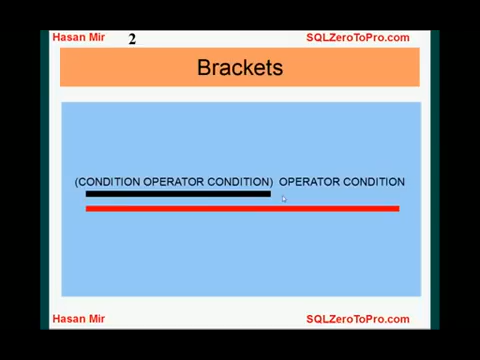 Hasan Mir 2 SQLZeroToPro.com
Brackets
(CONDITION OPERATOR CONDITION) OPERATOR CONDITION
Hasan Mir SQLZeroToPro.com